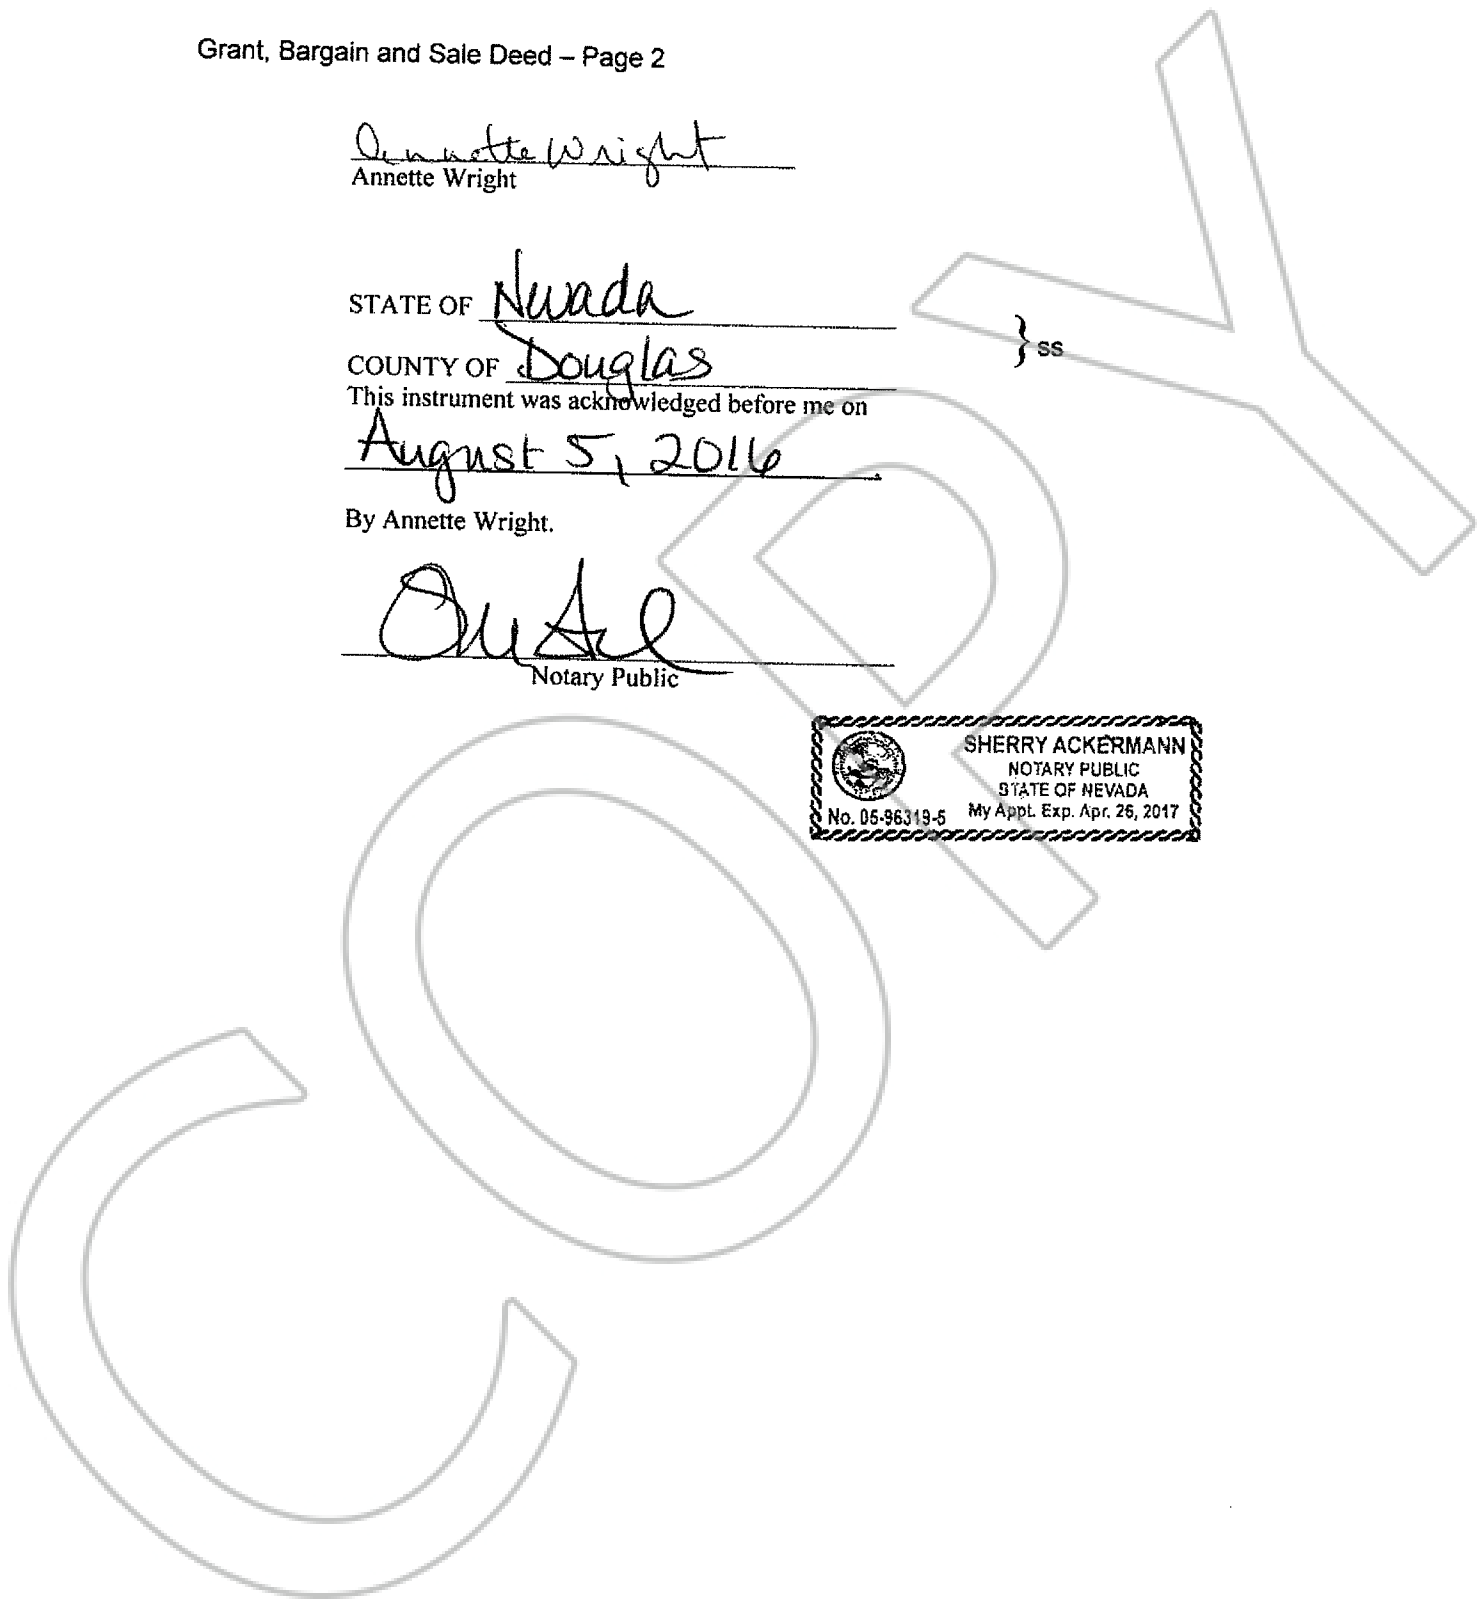 Grant, Bargain and Sale Deed – Page 2
Annette Wright
Annette Wright
STATE OF Nevada
COUNTY OF Douglas
} ss
This instrument was acknowledged before me on
August 5, 2016
By Annette Wright.
Notary Public
SHERRY ACKERMANN
NOTARY PUBLIC
STATE OF NEVADA
No. 05-96319-5 My Appt. Exp. Apr. 26, 2017
COPY